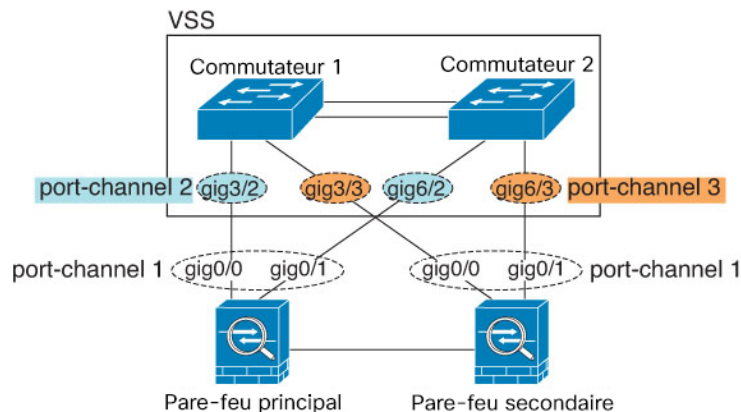 VSS
Commutateur 1
Commutateur 2
port-channel 2
gig3/2
gig3/3
gig6/2
gig6/3
port-channel 3
port-channel 1
gig0/0
gig0/1
gig0/0
gig0/1
port-channel 1
Pare-feu principal
Pare-feu secondaire